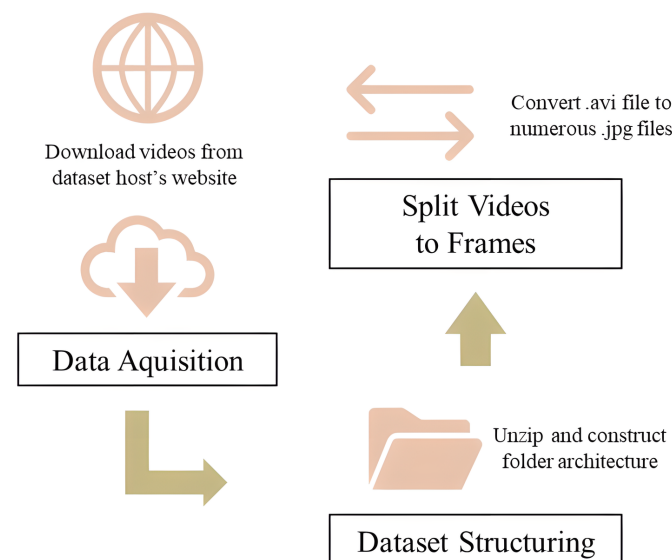 Download videos from
dataset host's website
Data Aquisition
Convert .avi file to
numerous .jpg files
Split Videos
to Frames
Unzip and construct
folder architecture
Dataset Structuring